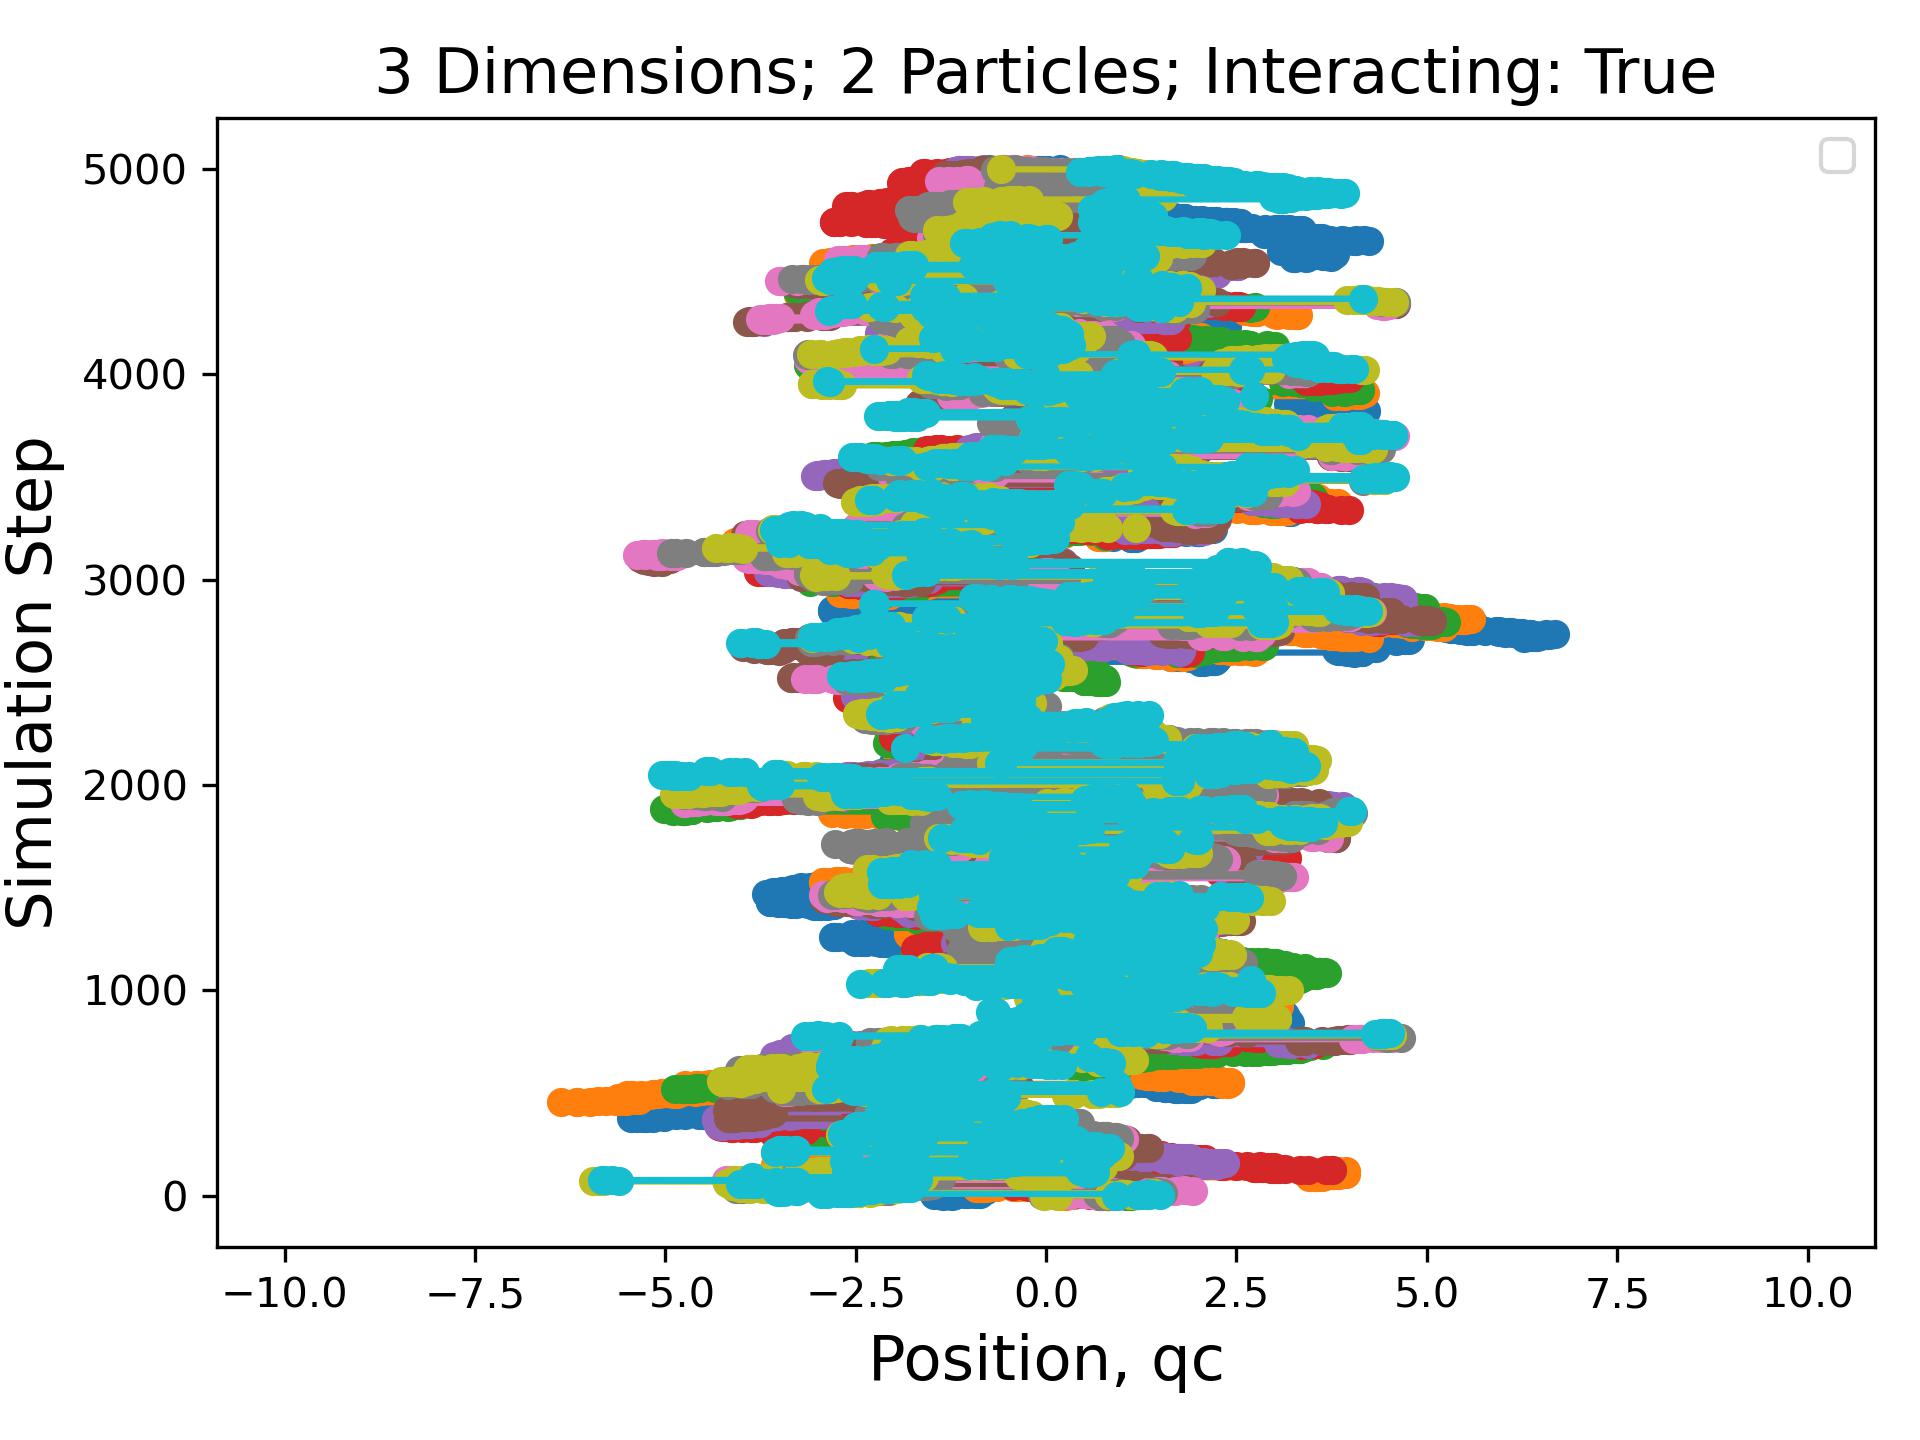 3 Dimensions; 2 Particles; Interacting: True
Simulation Step
5000
4000
3000
2000
1000
0
−10.0 −7.5 −5.0 −2.5 0.0 2.5 5.0 7.5 10.0
Position, qc